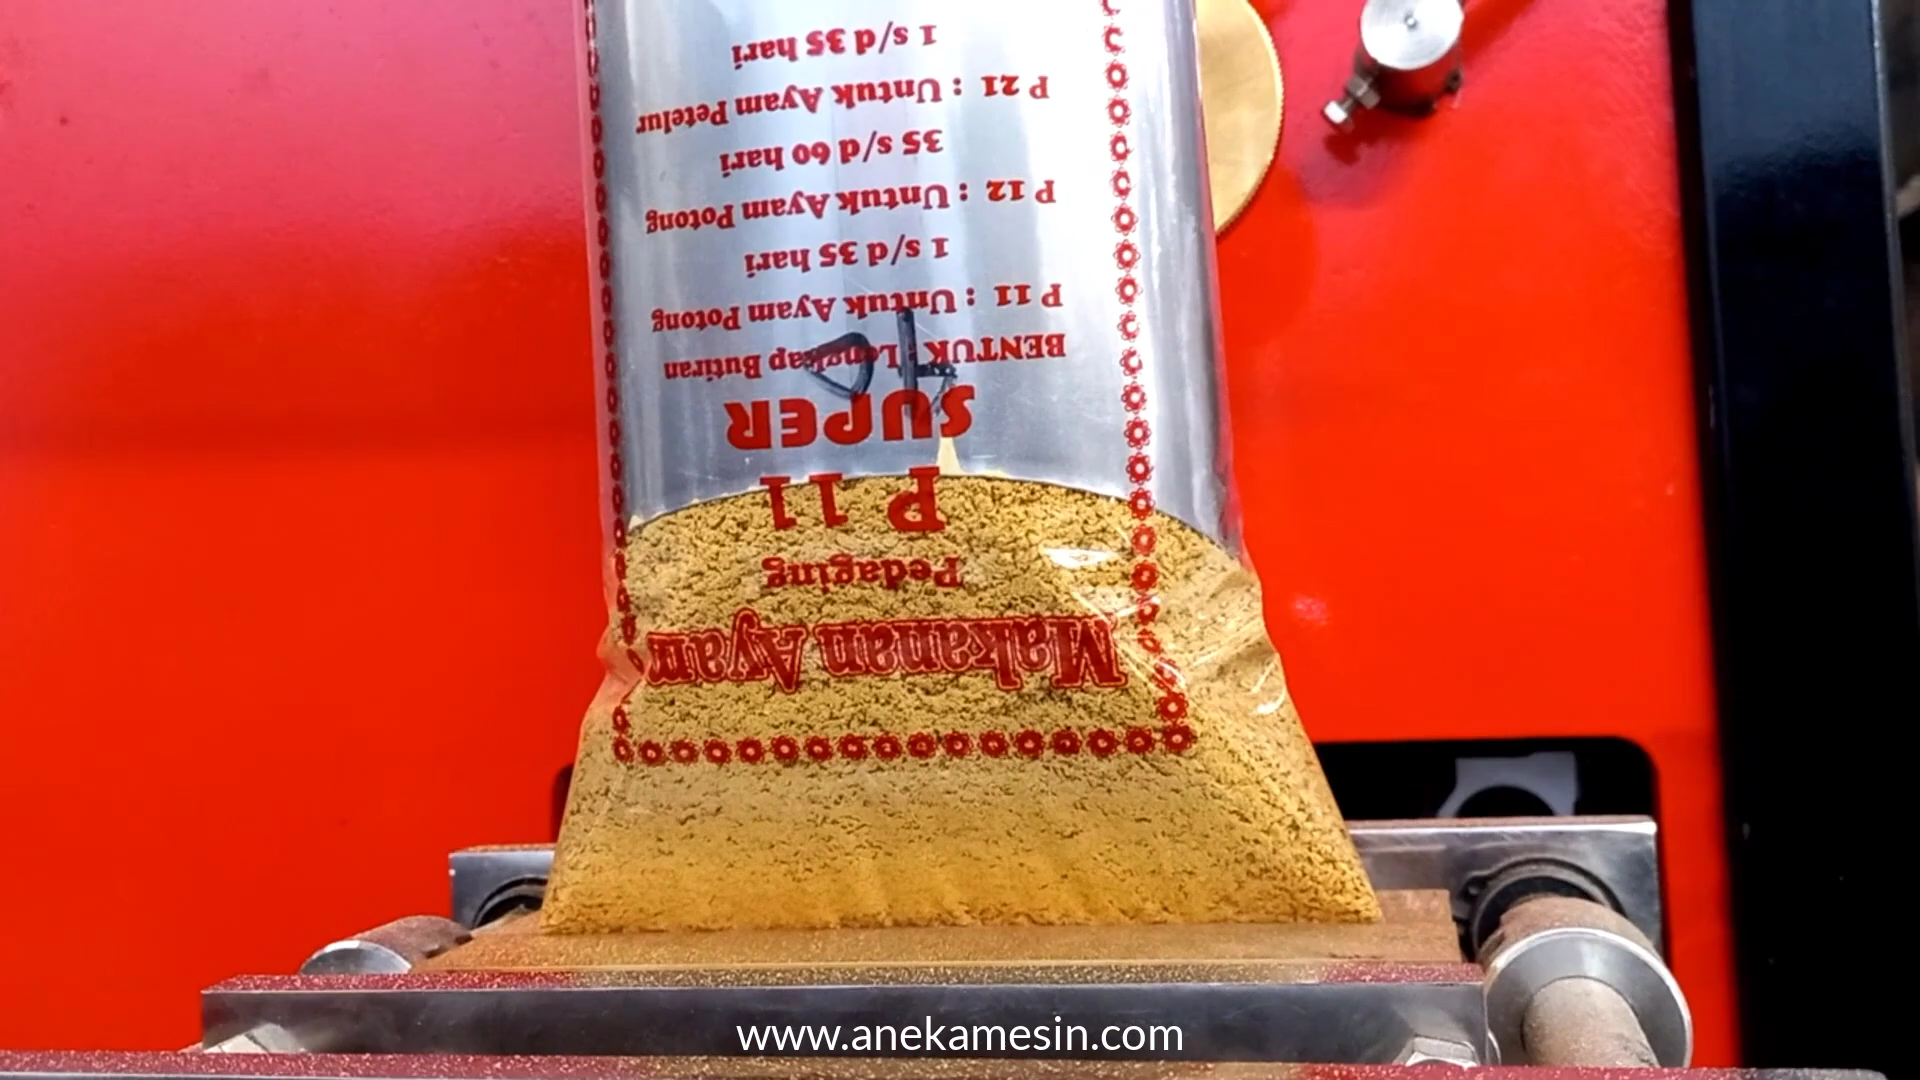 Makanan Ayam
Pedaging
P 11
SUPER
BENTUK : Lengkap Butiran
P 11 : Untuk Ayam Potong
1 s/d 35 hari
P 12 : Untuk Ayam Potong
35 s/d 60 hari
P 21 : Untuk Ayam Petelur
1 s/d 35 hari
www.anekamesin.com